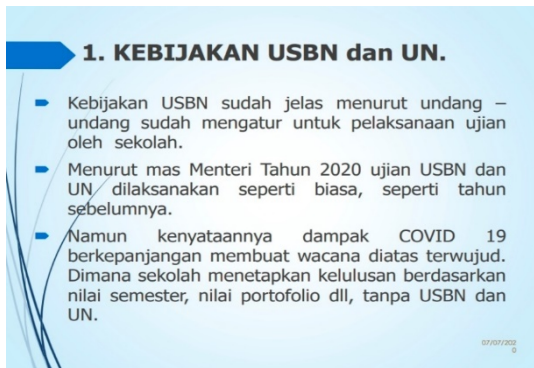 1. KEBIJAKAN USBN dan UN.
Kebijakan USBN sudah jelas menurut undang –
undang sudah mengatur untuk pelaksanaan ujian
oleh sekolah.
Menurut mas Menteri Tahun 2020 ujian USBN dan
UN dilaksanakan seperti biasa, seperti tahun
sebelumnya.
Namun kenyataannya dampak COVID 19
berkepanjangan membuat wacana diatas terwujud.
Dimana sekolah menetapkan kelulusan berdasarkan
nilai semester, nilai portofolio dll, tanpa USBN dan
UN.
07/07/202
0